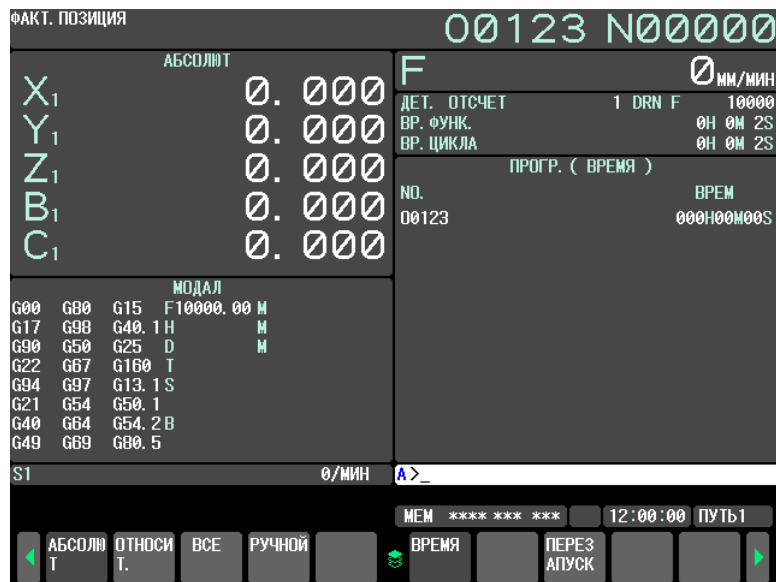 ФАКТ. ПОЗИЦИЯ
O0123 N00000
АБСОЛЮТ
X1 0. 000
Y1 0. 000
Z1 0. 000
B1 0. 000
C1 0. 000
F 0 ММ/МИН
ДЕТ. ОТСЧЕТ 1 DRN F 10000
ВР. ФУНК. 0H 0M 2S
ВР. ЦИКЛА 0H 0M 2S
ПРОГР. ( ВРЕМЯ )
NO. ВРЕМ
O0123 000H00M00S
МОДАЛ
G00 G80 G15 F10000. 00 M
G17 G98 G40. 1 H M
G90 G50 G25 D M
G22 G67 G160 T
G94 G97 G13. 1 S
G21 G54 G50. 1
G40 G64 G54. 2 B
G49 G69 G80. 5
S1 0/МИН
A >_
MEM **** *** *** 12:00:00 ПУТЬ1
АБСОЛЮ
Т
ОТНОСИ
Т.
ВСЕ
РУЧНОЙ
ВРЕМЯ
ПЕРЕЗ
АПУСК